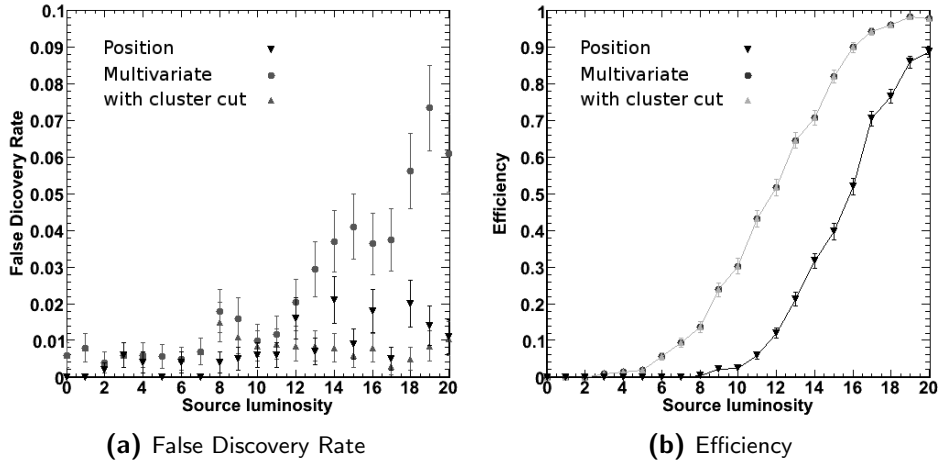 0.1
0.09
0.08
0.07
0.06
0.05
0.04
0.03
0.02
0.01
0
False Dicovery Rate
Position
Multivariate
with cluster cut
0 2 4 6 8 10 12 14 16 18 20
Source luminosity
(a) False Discovery Rate
1
0.9
0.8
0.7
0.6
0.5
0.4
0.3
0.2
0.1
0
Efficiency
Position
Multivariate
with cluster cut
0 2 4 6 8 10 12 14 16 18 20
Source luminosity
(b) Efficiency